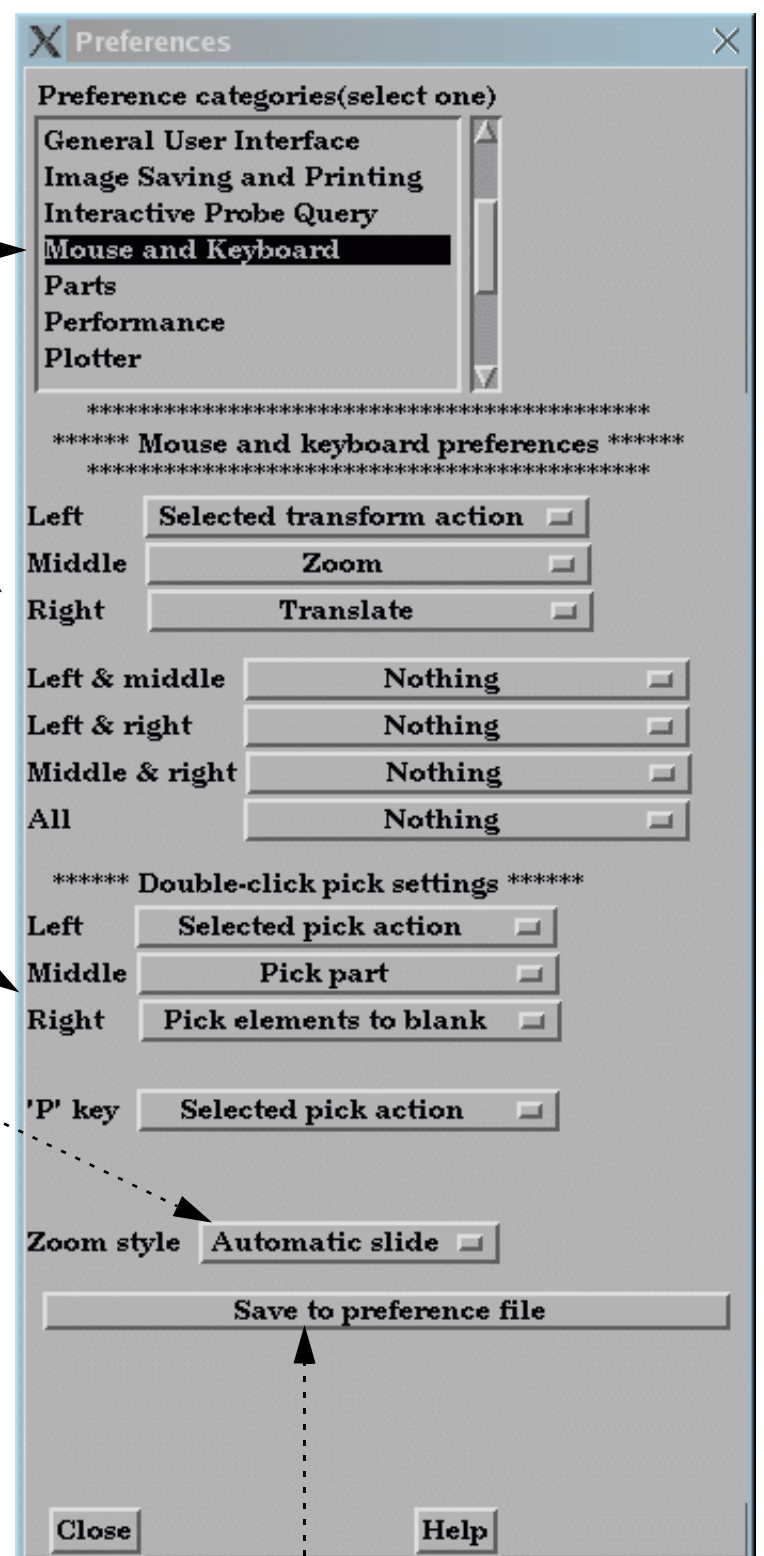 Preferences
Preference categories(select one)
General User Interface
Image Saving and Printing
Interactive Probe Query
Mouse and Keyboard
Parts
Performance
Plotter
********************************************
****** Mouse and keyboard preferences ******
********************************************
Left Selected transform action
Middle Zoom
Right Translate
Left & middle Nothing
Left & right Nothing
Middle & right Nothing
All Nothing
****** Double-click pick settings ******
Left Selected pick action
Middle Pick part
Right Pick elements to blank
'P' key Selected pick action
Zoom style Automatic slide
Save to preference file
Close Help